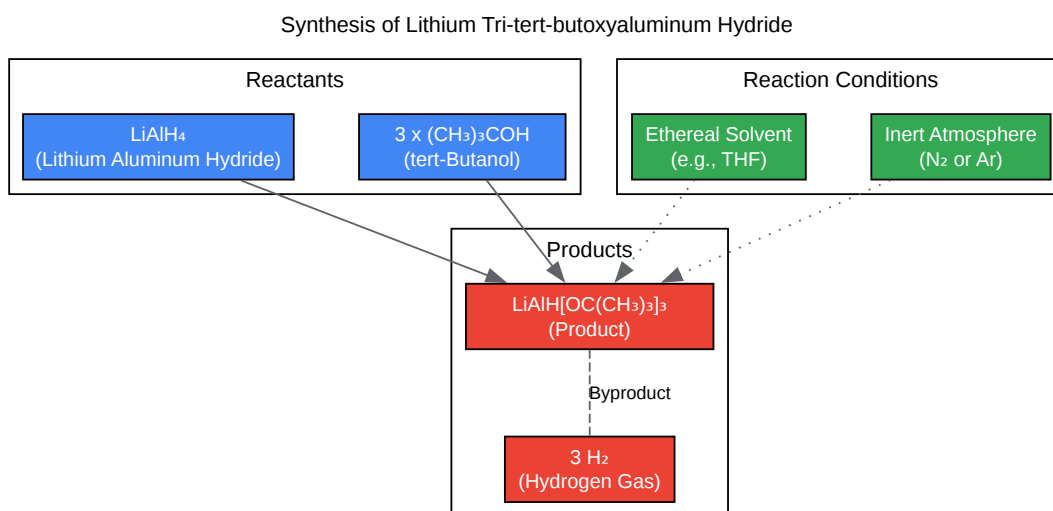 Synthesis of Lithium Tri-tert-butoxyaluminum Hydride
Reactants
LiAlH₄
(Lithium Aluminum Hydride)
3 x (CH₃)₃COH
(tert-Butanol)
Reaction Conditions
Ethereal Solvent
(e.g., THF)
Inert Atmosphere
(N₂ or Ar)
Products
LiAlH[OC(CH₃)₃]₃
(Product)
Byproduct
3 H₂
(Hydrogen Gas)